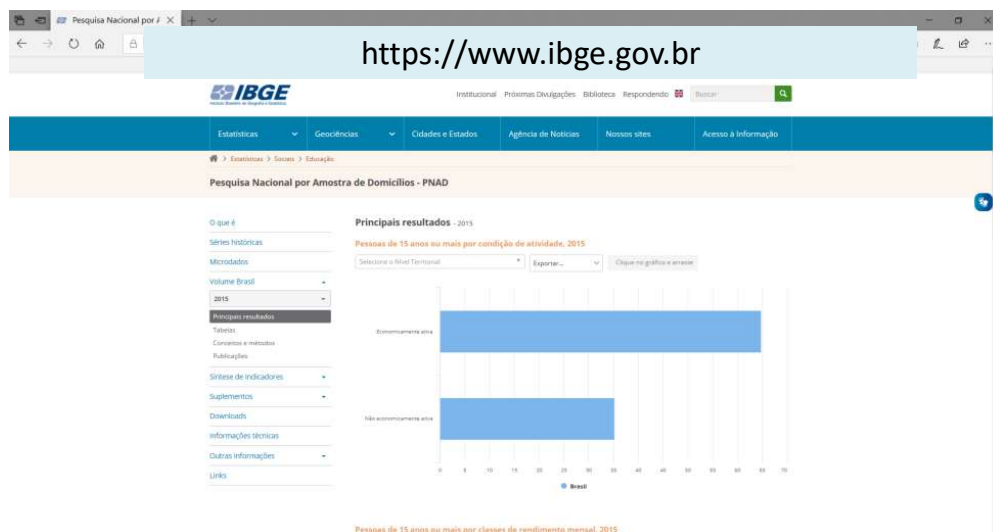 Pesquisa Nacional por A
https://www.ibge.gov.br
IBGE
Instituto Brasileiro de Geografia e Estatística
Institucional Próximas Divulgações Biblioteca Respondendo Buscar
Estatísticas Geociências Cidades e Estados Agência de Notícias Nossos sites Acesso à Informação
> Estatísticas > Sociais > Educação
Pesquisa Nacional por Amostra de Domicílios - PNAD
O que é
Séries históricas
Microdados
Volume Brasil
2015
Principais resultados
Tabelas
Conceitos e métodos
Publicações
Síntese de Indicadores
Suplementos
Downloads
Informações técnicas
Outras informações
Links
Principais resultados - 2015
Pessoas de 15 anos ou mais por condição de atividade, 2015
Selecione o Nível Territorial Exportar... Clique no gráfico e arraste
Economicamente ativa
Não economicamente ativa
0 5 10 15 20 25 30 35 40 45 50 55 60 65 70
Brasil
Pessoas de 15 anos ou mais por classes de rendimento mensal, 2015